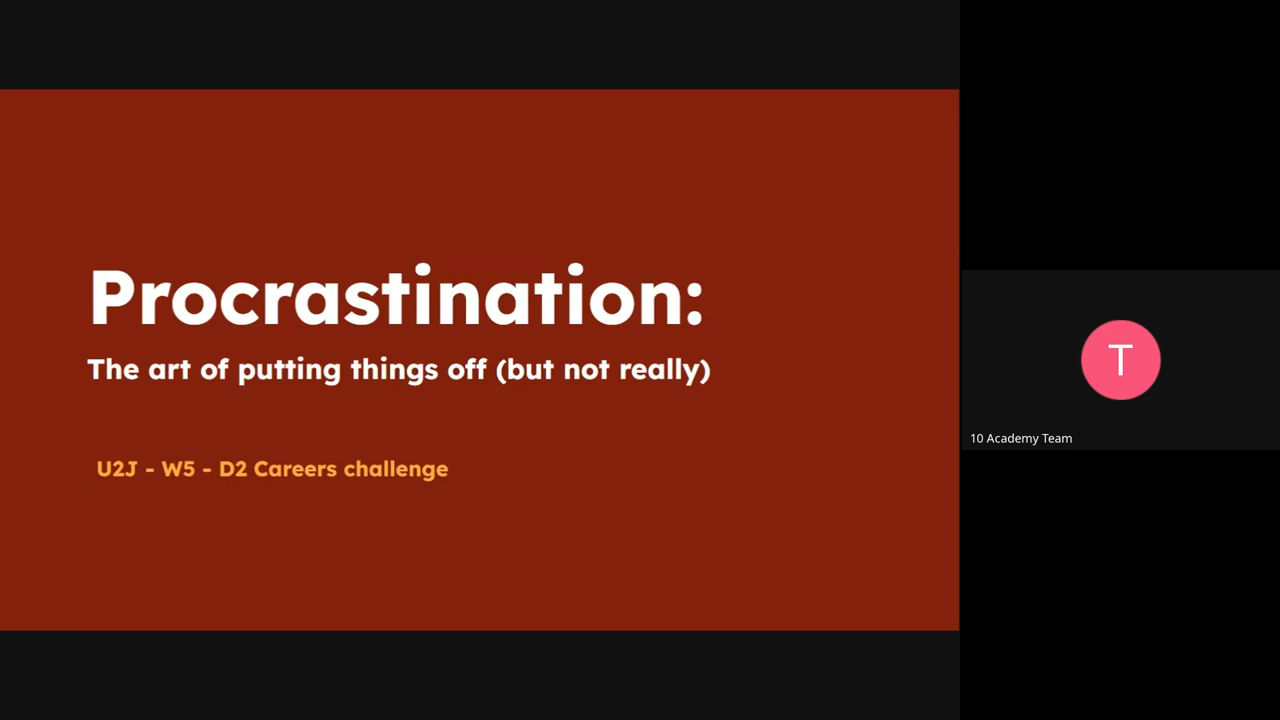 Procrastination:
The art of putting things off (but not really)
U2J - W5 - D2 Careers challenge
T
10 Academy Team